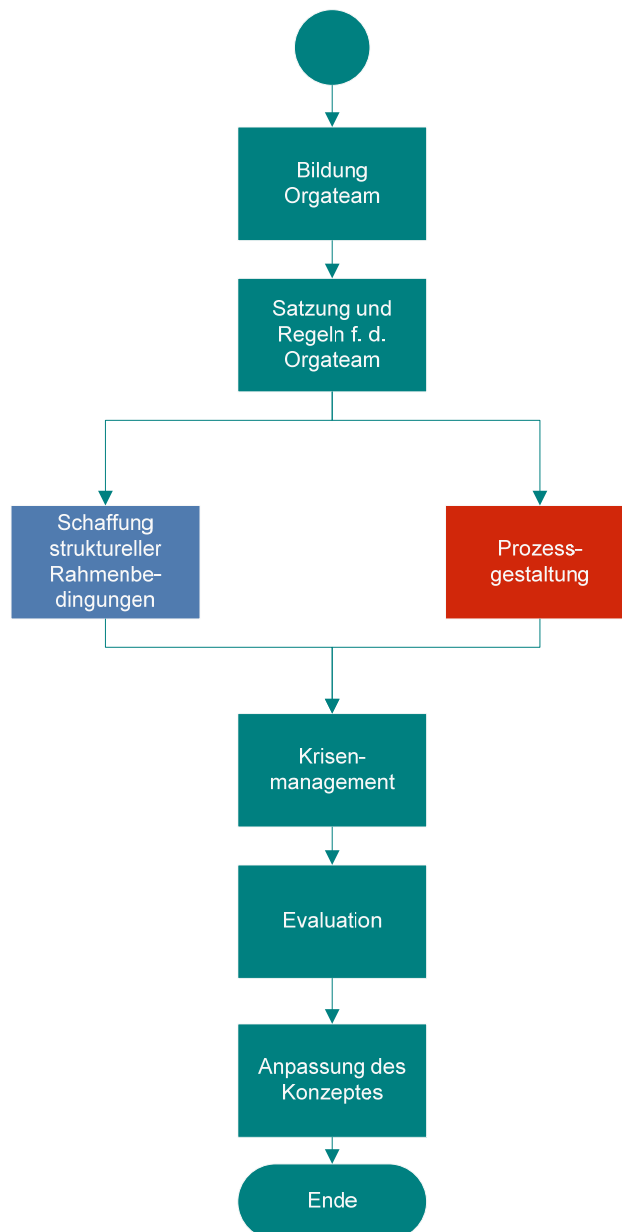 Bildung
Orgateam
Satzung und
Regeln f. d.
Orgateam
Schaffung
struktureller
Rahmenbe-
dingungen
Prozess-
gestaltung
Krisen-
management
Evaluation
Anpassung des
Konzeptes
Ende